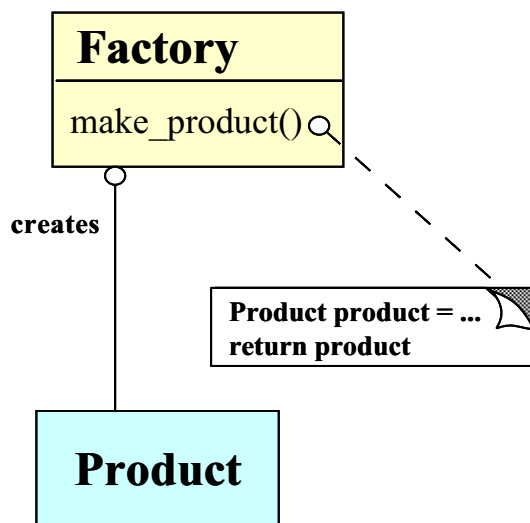 Factory
make_product()
creates
Product product = ...
return product
Product